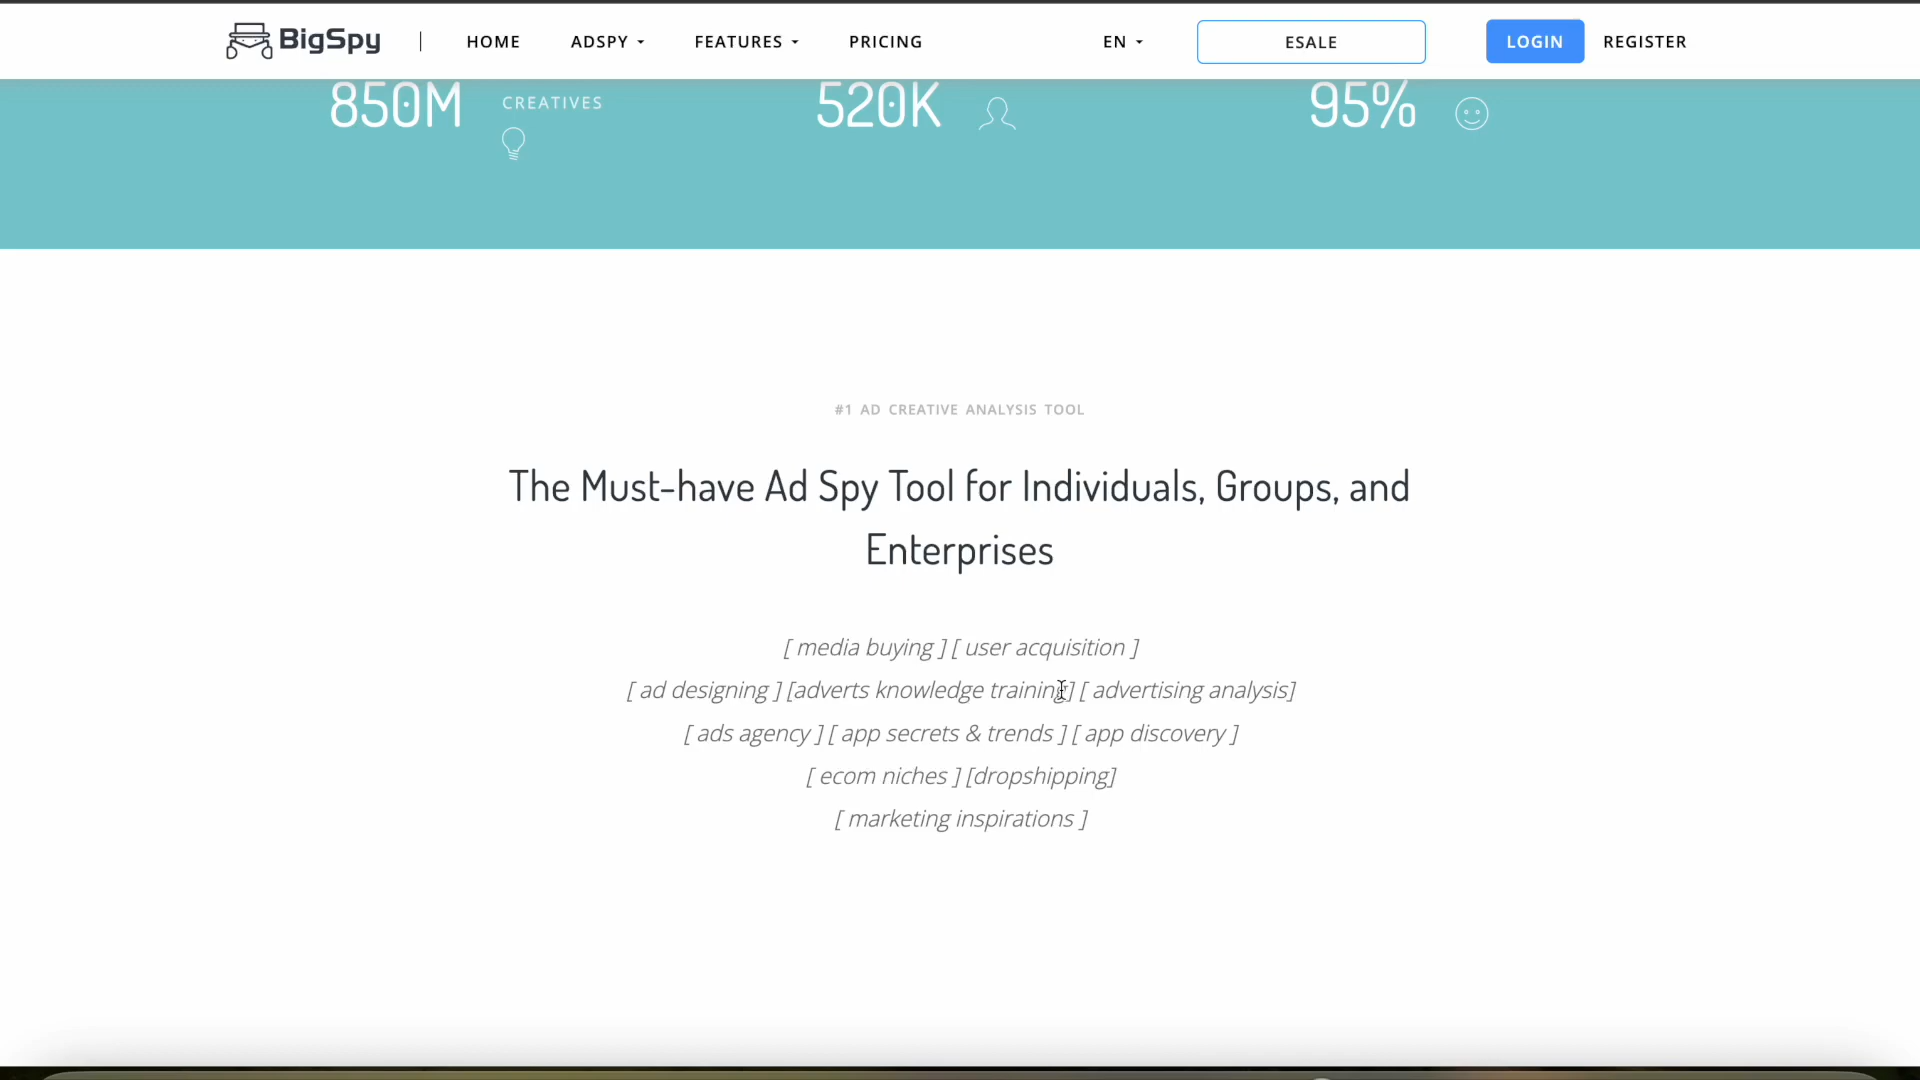 BigSpy
HOME
ADSPY
FEATURES
PRICING
EN
ESALE
LOGIN
REGISTER
850M
CREATIVES
520K
95%
#1 AD CREATIVE ANALYSIS TOOL
The Must-have Ad Spy Tool for Individuals, Groups, and
Enterprises
[ media buying ] [ user acquisition ]
[ ad designing ] [adverts knowledge training] [ advertising analysis]
[ ads agency ] [ app secrets & trends ] [ app discovery ]
[ ecom niches ] [dropshipping]
[ marketing inspirations ]